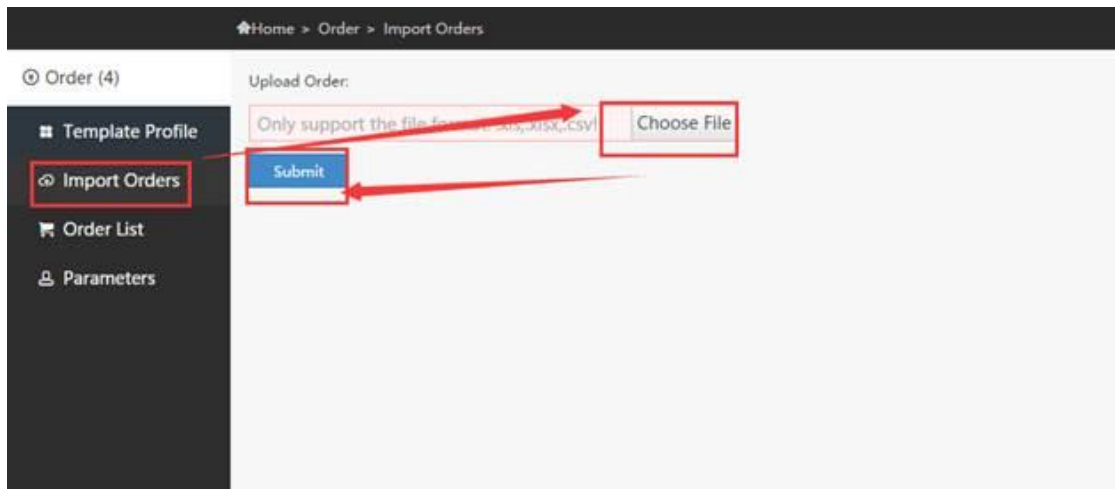 Home > Order > Import Orders
Order (4)
Template Profile
Import Orders
Order List
Parameters
Upload Order:
Only support the file format: .xls,.xlsx,.csv!
Choose File
Submit